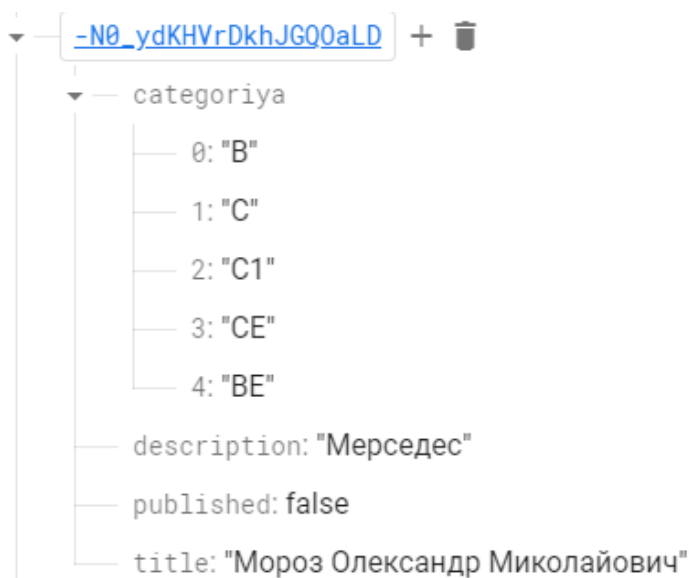 -N0_ydKHVrDkhJGQOaLD +
categoriya
0: "B"
1: "C"
2: "C1"
3: "CE"
4: "BE"
description: "Мерседес"
published: false
title: "Мороз Олександр Миколайович"